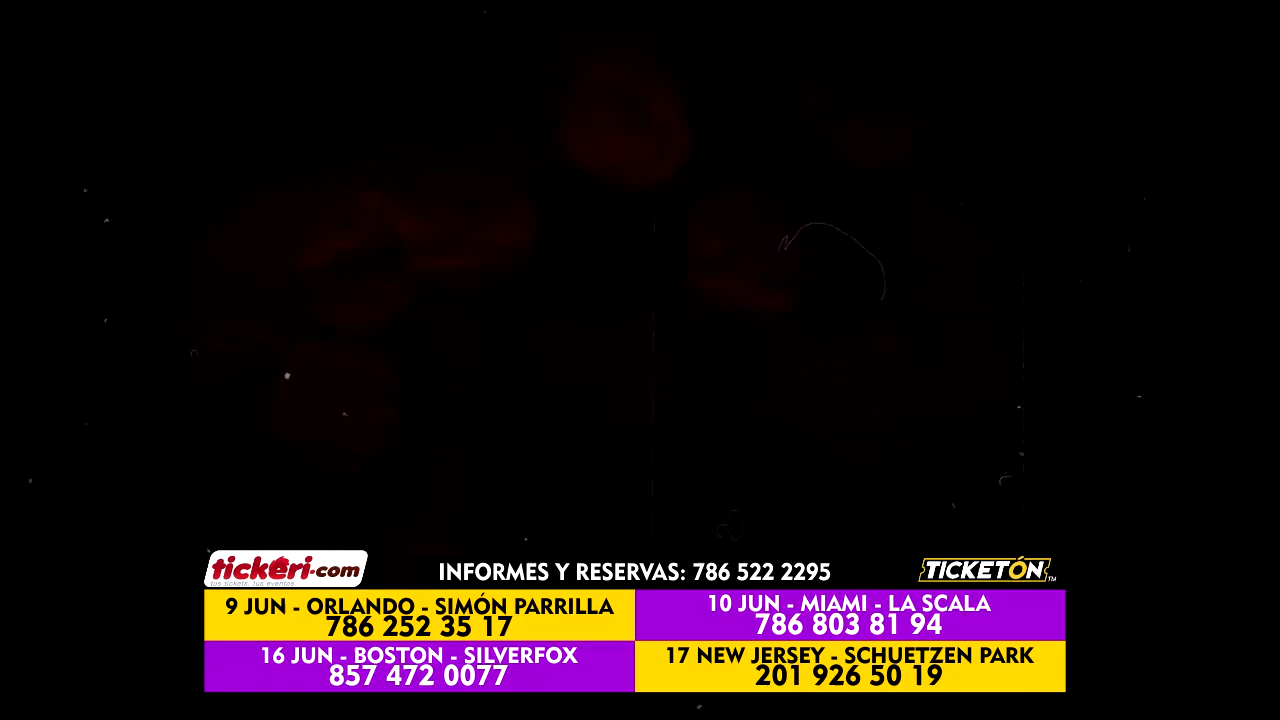 tickeri.com
tus tickets, tus eventos
INFORMES Y RESERVAS: 786 522 2295
TICKETÓN TM
9 JUN - ORLANDO - SIMÓN PARRILLA
786 252 35 17
10 JUN - MIAMI - LA SCALA
786 803 81 94
16 JUN - BOSTON - SILVERFOX
857 472 0077
17 NEW JERSEY - SCHUETZEN PARK
201 926 50 19